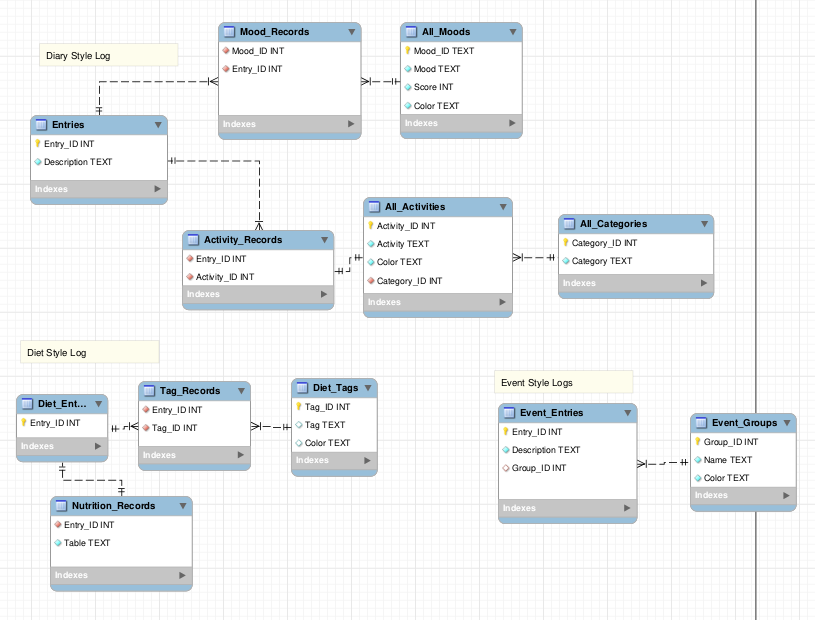 Diary Style Log
Mood_Records
Mood_ID INT
Entry_ID INT
Indexes
All_Moods
Mood_ID TEXT
Mood TEXT
Score INT
Color TEXT
Indexes
Entries
Entry_ID INT
Description TEXT
Indexes
Activity_Records
Entry_ID INT
Activity_ID INT
Indexes
All_Activities
Activity_ID INT
Activity TEXT
Color TEXT
Category_ID INT
Indexes
All_Categories
Category_ID INT
Category TEXT
Indexes
Diet Style Log
Diet_Ent...
Entry_ID INT
Indexes
Tag_Records
Entry_ID INT
Tag_ID INT
Indexes
Diet_Tags
Tag_ID INT
Tag TEXT
Color TEXT
Indexes
Nutrition_Records
Entry_ID INT
Table TEXT
Indexes
Event Style Logs
Event_Entries
Entry_ID INT
Description TEXT
Group_ID INT
Indexes
Event_Groups
Group_ID INT
Name TEXT
Color TEXT
Indexes